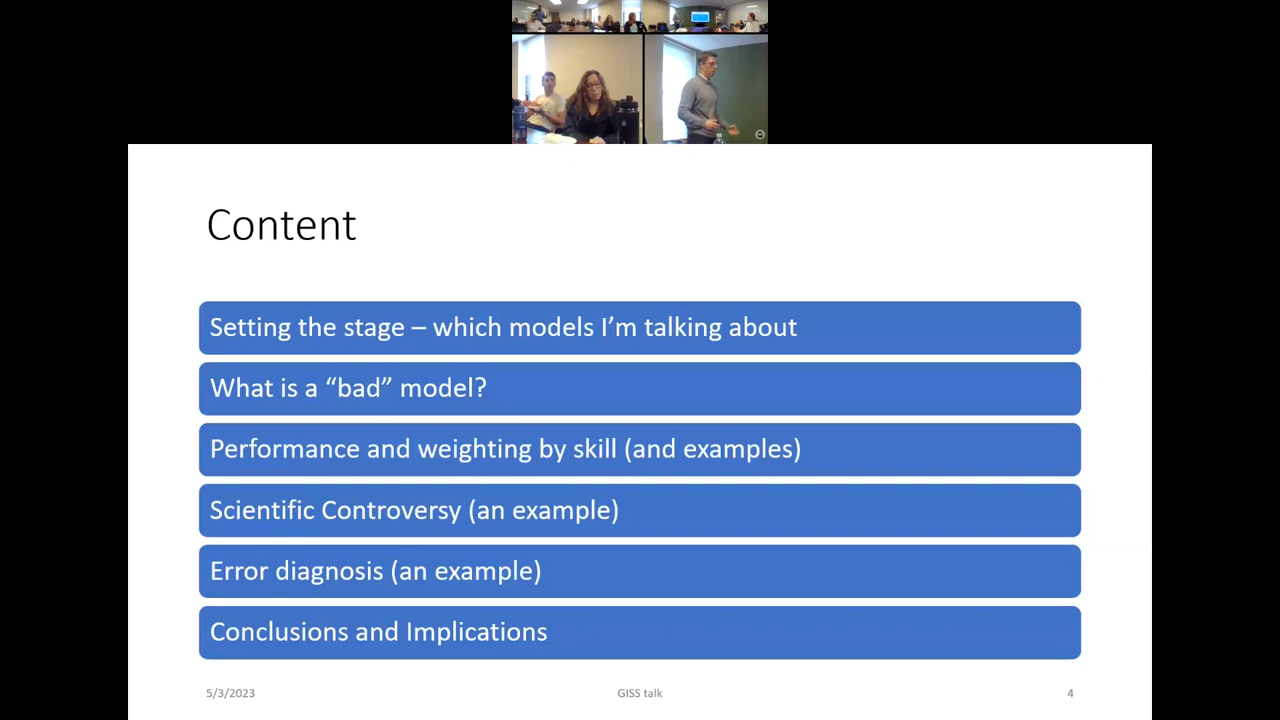 Content
Setting the stage – which models I’m talking about
What is a “bad” model?
Performance and weighting by skill (and examples)
Scientific Controversy (an example)
Error diagnosis (an example)
Conclusions and Implications
5/3/2023
GISS talk
4